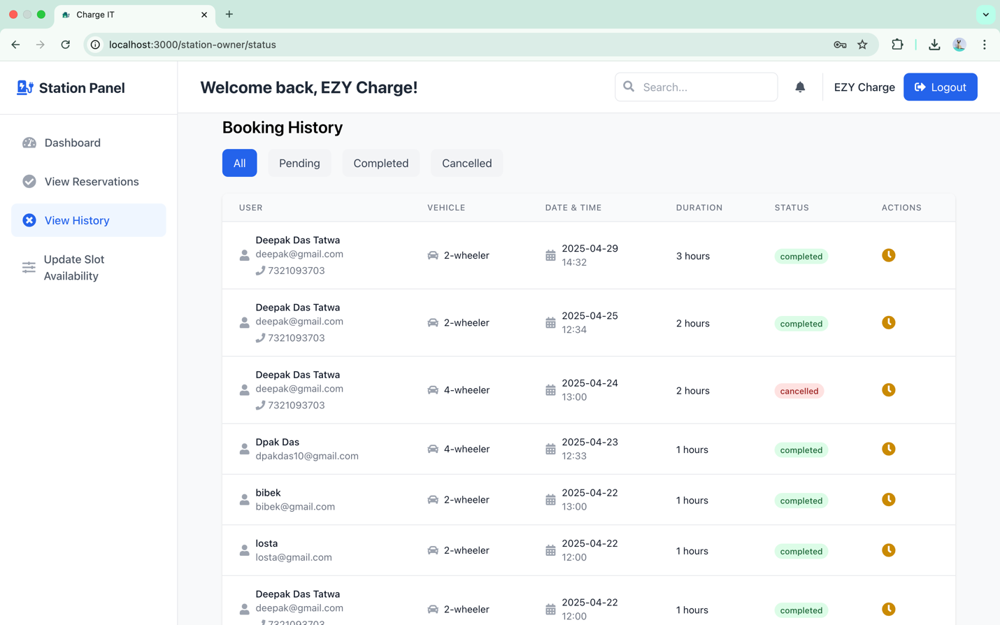 Charge IT
localhost:3000/station-owner/status
Station Panel
Welcome back, EZY Charge!
Search...
EZY Charge
Logout
Dashboard
View Reservations
View History
Update Slot
Availability
Booking History
All
Pending
Completed
Cancelled
USER VEHICLE DATE & TIME DURATION STATUS ACTIONS
Deepak Das Tatwa
deepak@gmail.com
7321093703
2-wheeler
2025-04-29
14:32
3 hours
completed
Deepak Das Tatwa
deepak@gmail.com
7321093703
2-wheeler
2025-04-25
12:34
2 hours
completed
Deepak Das Tatwa
deepak@gmail.com
7321093703
4-wheeler
2025-04-24
13:00
2 hours
cancelled
Dpak Das
dpakdas10@gmail.com
4-wheeler
2025-04-23
12:33
1 hours
completed
bibek
bibek@gmail.com
2-wheeler
2025-04-22
13:00
1 hours
completed
losta
losta@gmail.com
2-wheeler
2025-04-22
12:00
1 hours
completed
Deepak Das Tatwa
deepak@gmail.com
7321093703
2-wheeler
2025-04-22
12:00
1 hours
completed